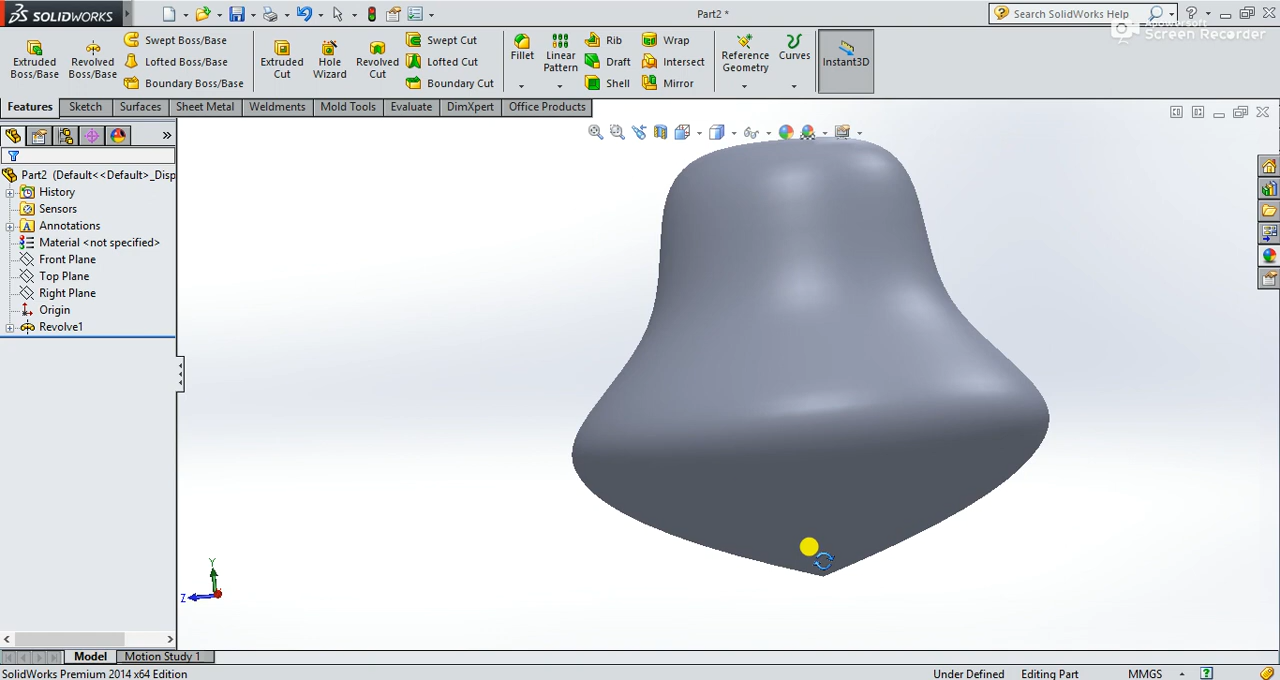 SOLIDWORKS
Part2 *
Search SolidWorks Help
Screen Recorder
Extruded Boss/Base
Revolved Boss/Base
Swept Boss/Base
Lofted Boss/Base
Boundary Boss/Base
Extruded Cut
Hole Wizard
Revolved Cut
Swept Cut
Lofted Cut
Boundary Cut
Fillet
Linear Pattern
Rib
Draft
Shell
Wrap
Intersect
Mirror
Reference Geometry
Curves
Instant3D
Features Sketch Surfaces Sheet Metal Weldments Mold Tools Evaluate DimXpert Office Products
Part2 (Default<<Default>_Disp
History
Sensors
Annotations
Material <not specified>
Front Plane
Top Plane
Right Plane
Origin
Revolve1
Y
Z
Model Motion Study 1
SolidWorks Premium 2014 x64 Edition
Under Defined Editing Part MMGS